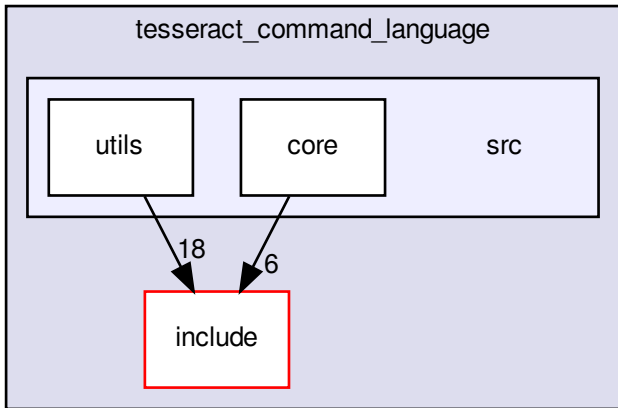 tesseract_command_language
utils
core
src
18
6
include